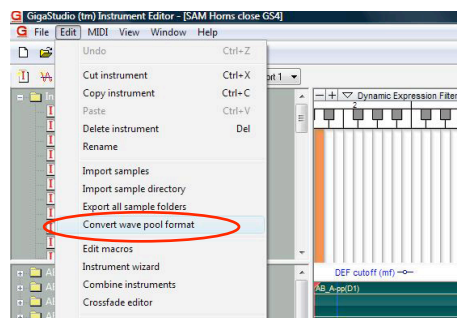 GigaStudio (tm) Instrument Editor - [SAM Horns close GS4]
File Edit MIDI View Window Help
Undo Ctrl+Z
Cut instrument Ctrl+X
Copy instrument Ctrl+C
Paste Ctrl+V
Delete instrument Del
Rename
Import samples
Import sample directory
Export all sample folders
Convert wave pool format
Edit macros
Instrument wizard
Combine instruments
Crossfade editor
ort 1
Dynamic Expression Filter
2
DEF cutoff (mf)
AB_A-pp(D1)